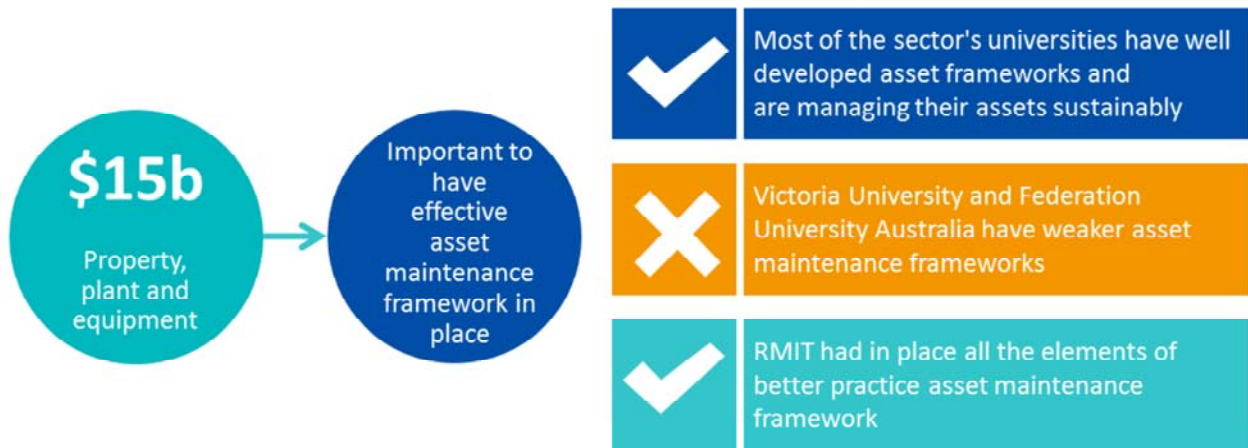 $15b
Property,
plant and
equipment
Important to
have
effective
asset
maintenance
framework in
place
Most of the sector's universities have well
developed asset frameworks and
are managing their assets sustainably
Victoria University and Federation
University Australia have weaker asset
maintenance frameworks
RMIT had in place all the elements of
better practice asset maintenance
framework